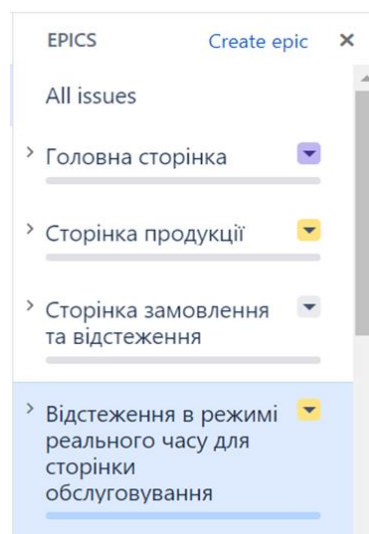 EPICS Create epic ×
All issues
Головна сторінка
Сторінка продукції
Сторінка замовлення
та відстеження
Відстеження в режимі
реального часу для
сторінки
обслуговування